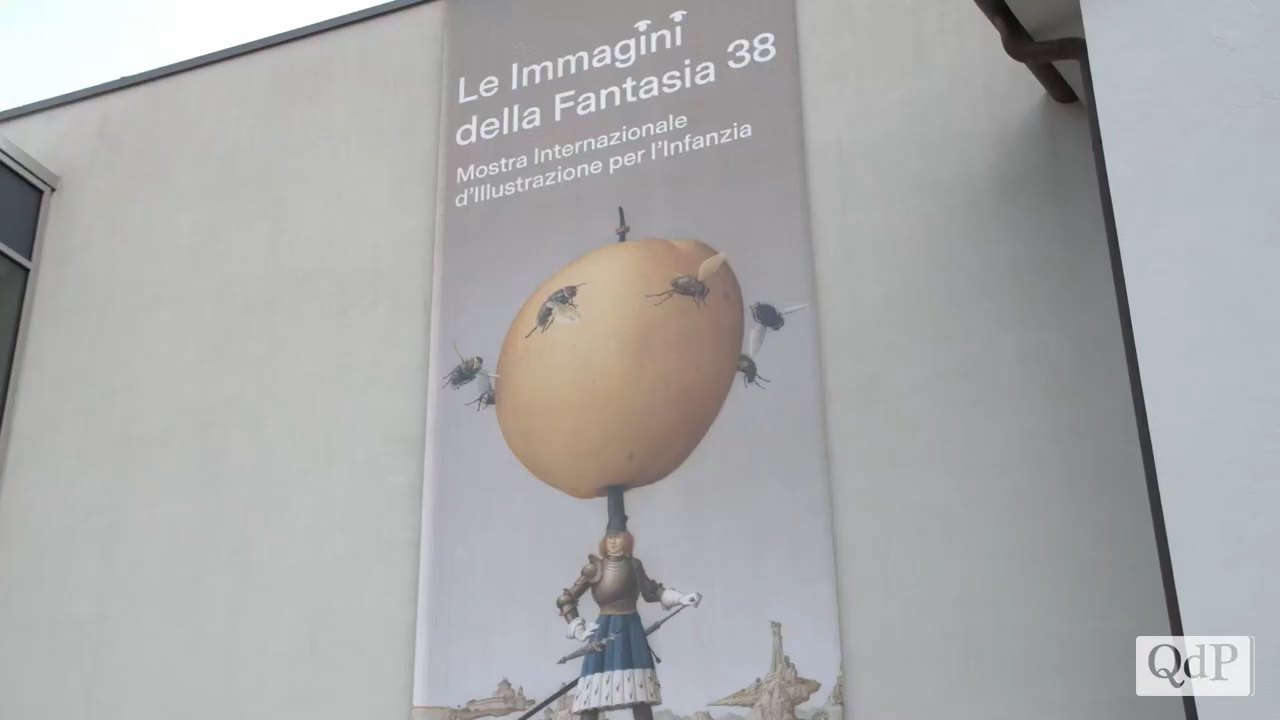 Le Immagini
della Fantasia 38
Mostra Internazionale
d'Illustrazione per l'Infanzia
QdP